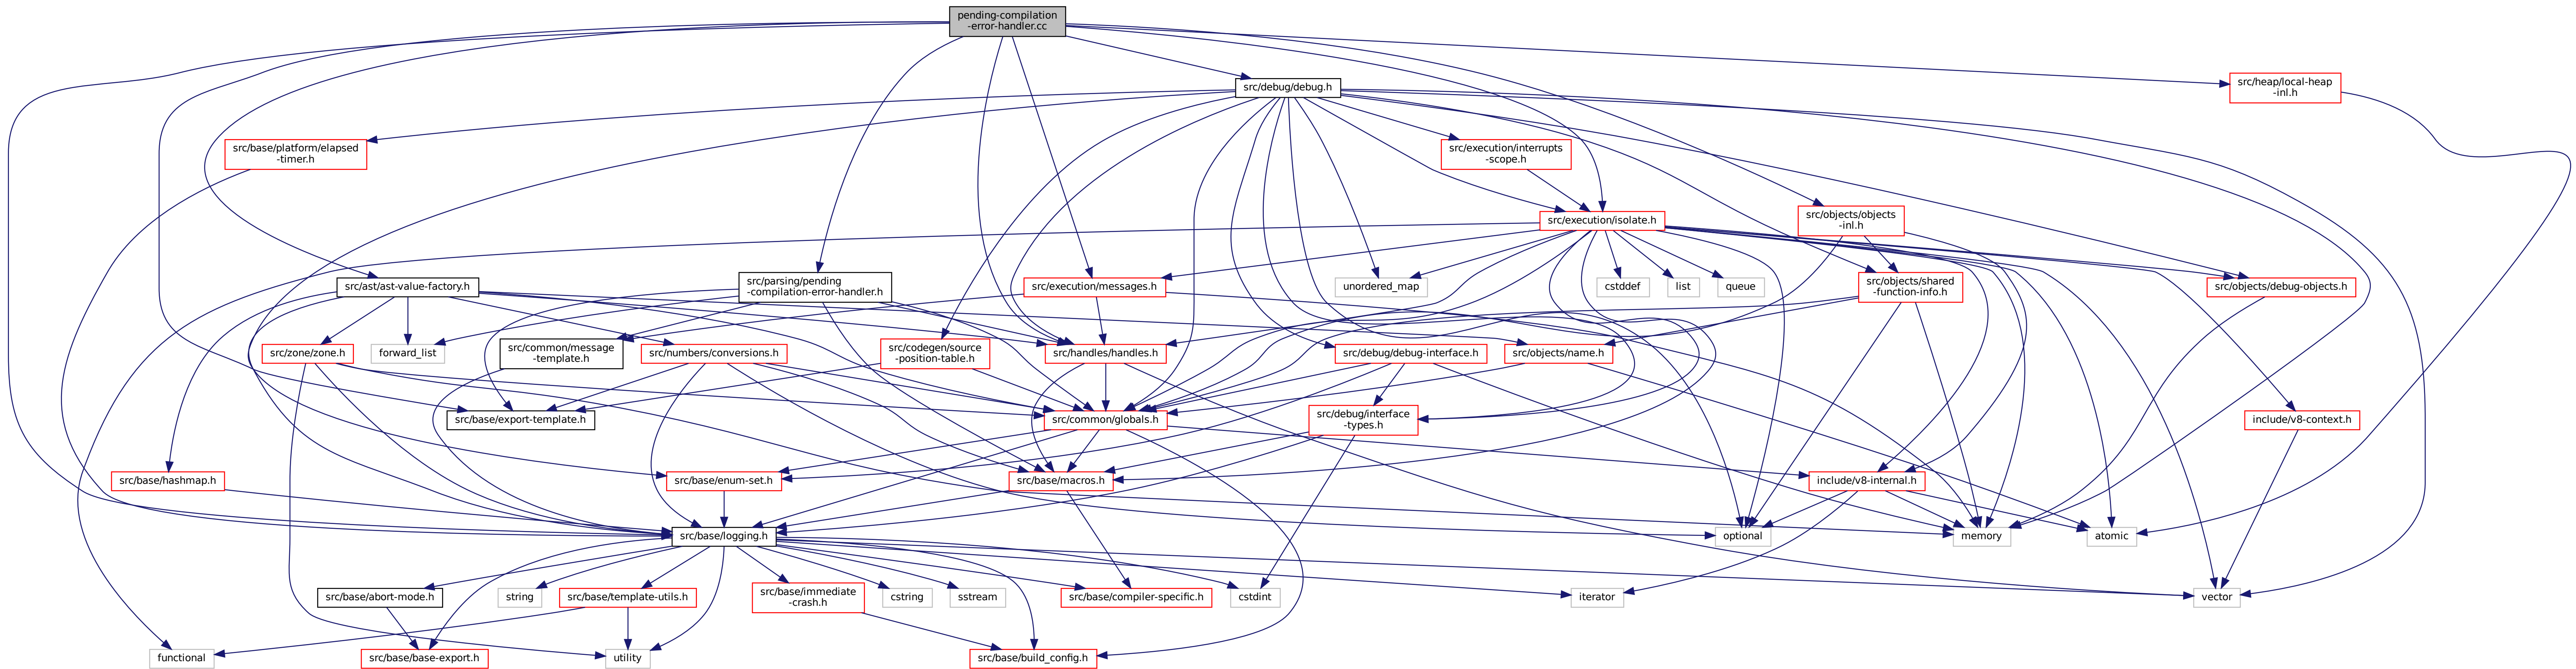 pending-compilation
-error-handler.cc
src/debug/debug.h
src/heap/local-heap
-inl.h
src/base/platform/elapsed
-timer.h
src/execution/interrupts
-scope.h
src/execution/isolate.h
src/objects/objects
-inl.h
src/ast/ast-value-factory.h
src/parsing/pending
-compilation-error-handler.h
src/execution/messages.h
unordered_map
cstddef
list
queue
src/objects/shared
-function-info.h
src/objects/debug-objects.h
src/zone/zone.h
forward_list
src/common/message
-template.h
src/numbers/conversions.h
src/codegen/source
-position-table.h
src/handles/handles.h
src/debug/debug-interface.h
src/objects/name.h
src/base/export-template.h
src/common/globals.h
src/debug/interface
-types.h
include/v8-context.h
src/base/hashmap.h
src/base/enum-set.h
src/base/macros.h
include/v8-internal.h
src/base/logging.h
optional
memory
atomic
src/base/abort-mode.h
string
src/base/template-utils.h
src/base/immediate
-crash.h
cstring
sstream
src/base/compiler-specific.h
cstdint
iterator
vector
functional
src/base/base-export.h
utility
src/base/build_config.h